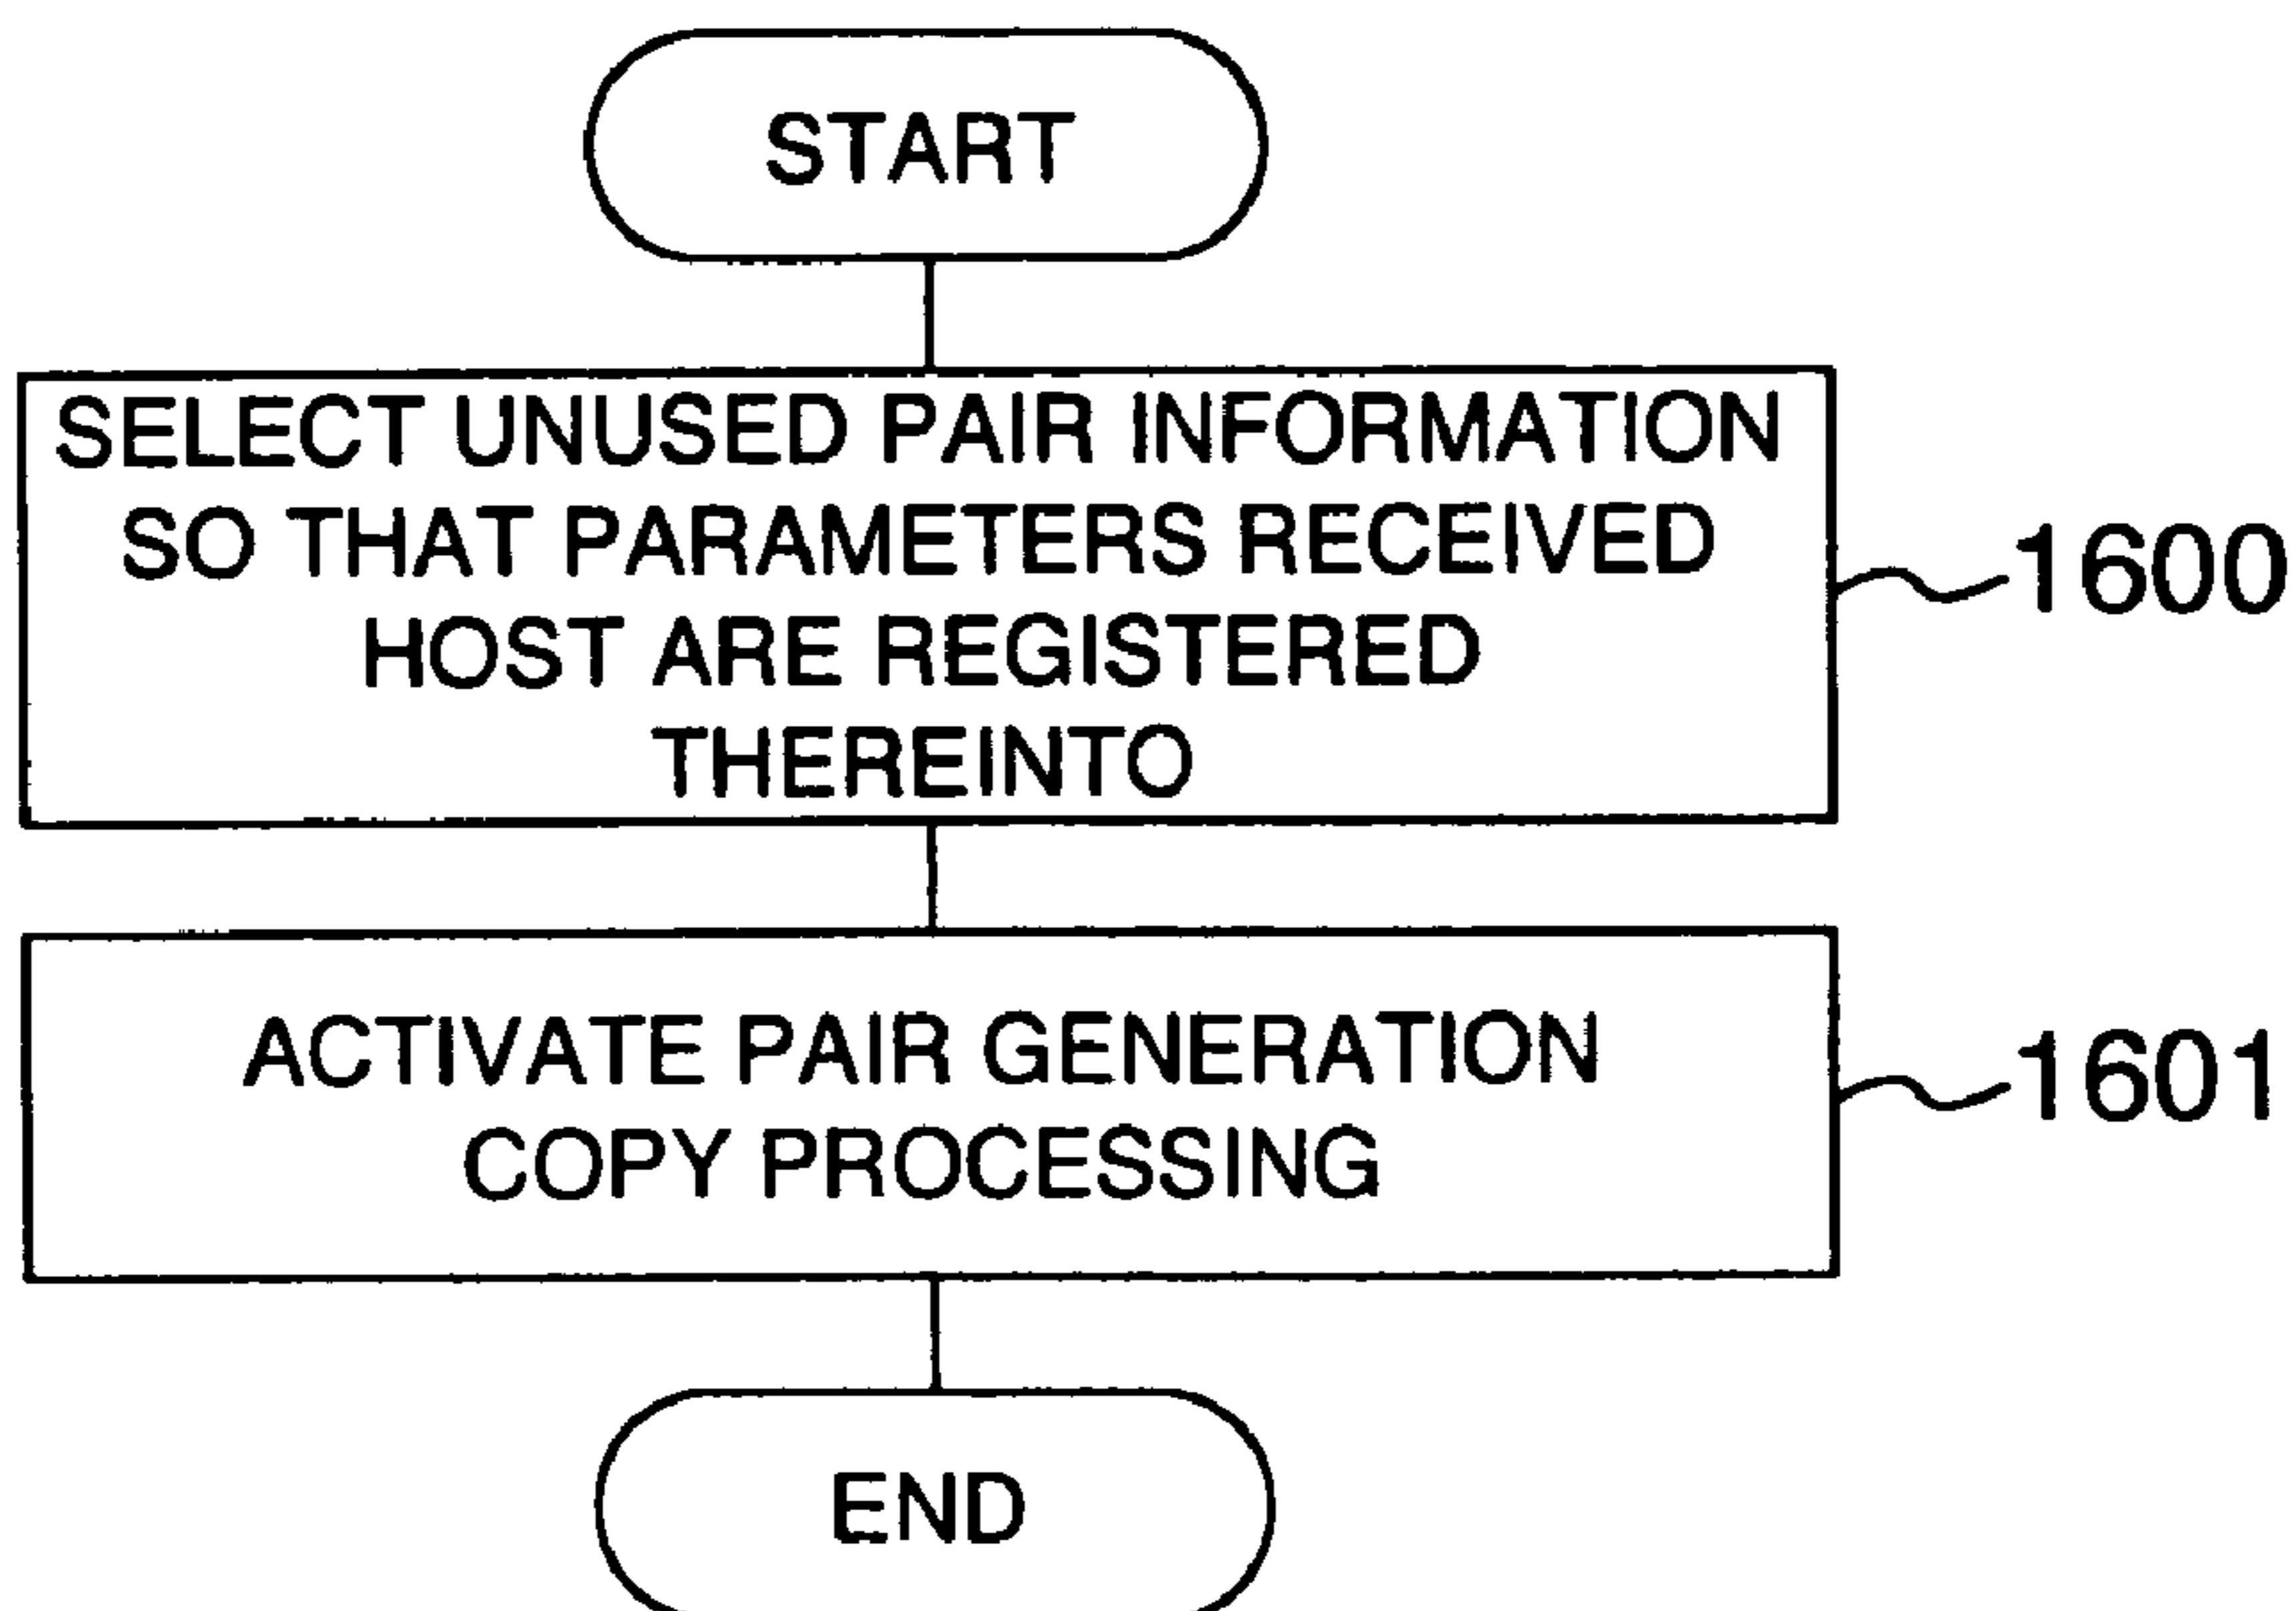 START
SELECT UNUSED PAIR INFORMATION
SO THAT PARAMETERS RECEIVED
HOST ARE REGISTERED
THEREINTO
1600
ACTIVATE PAIR GENERATION
COPY PROCESSING
1601
END